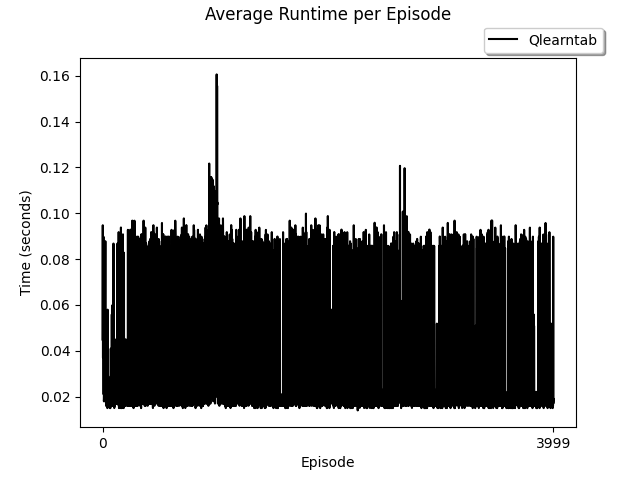 Average Runtime per Episode
Qlearntab
0.16
0.14
0.12
0.10
0.08
0.06
0.04
0.02
Time (seconds)
0
3999
Episode